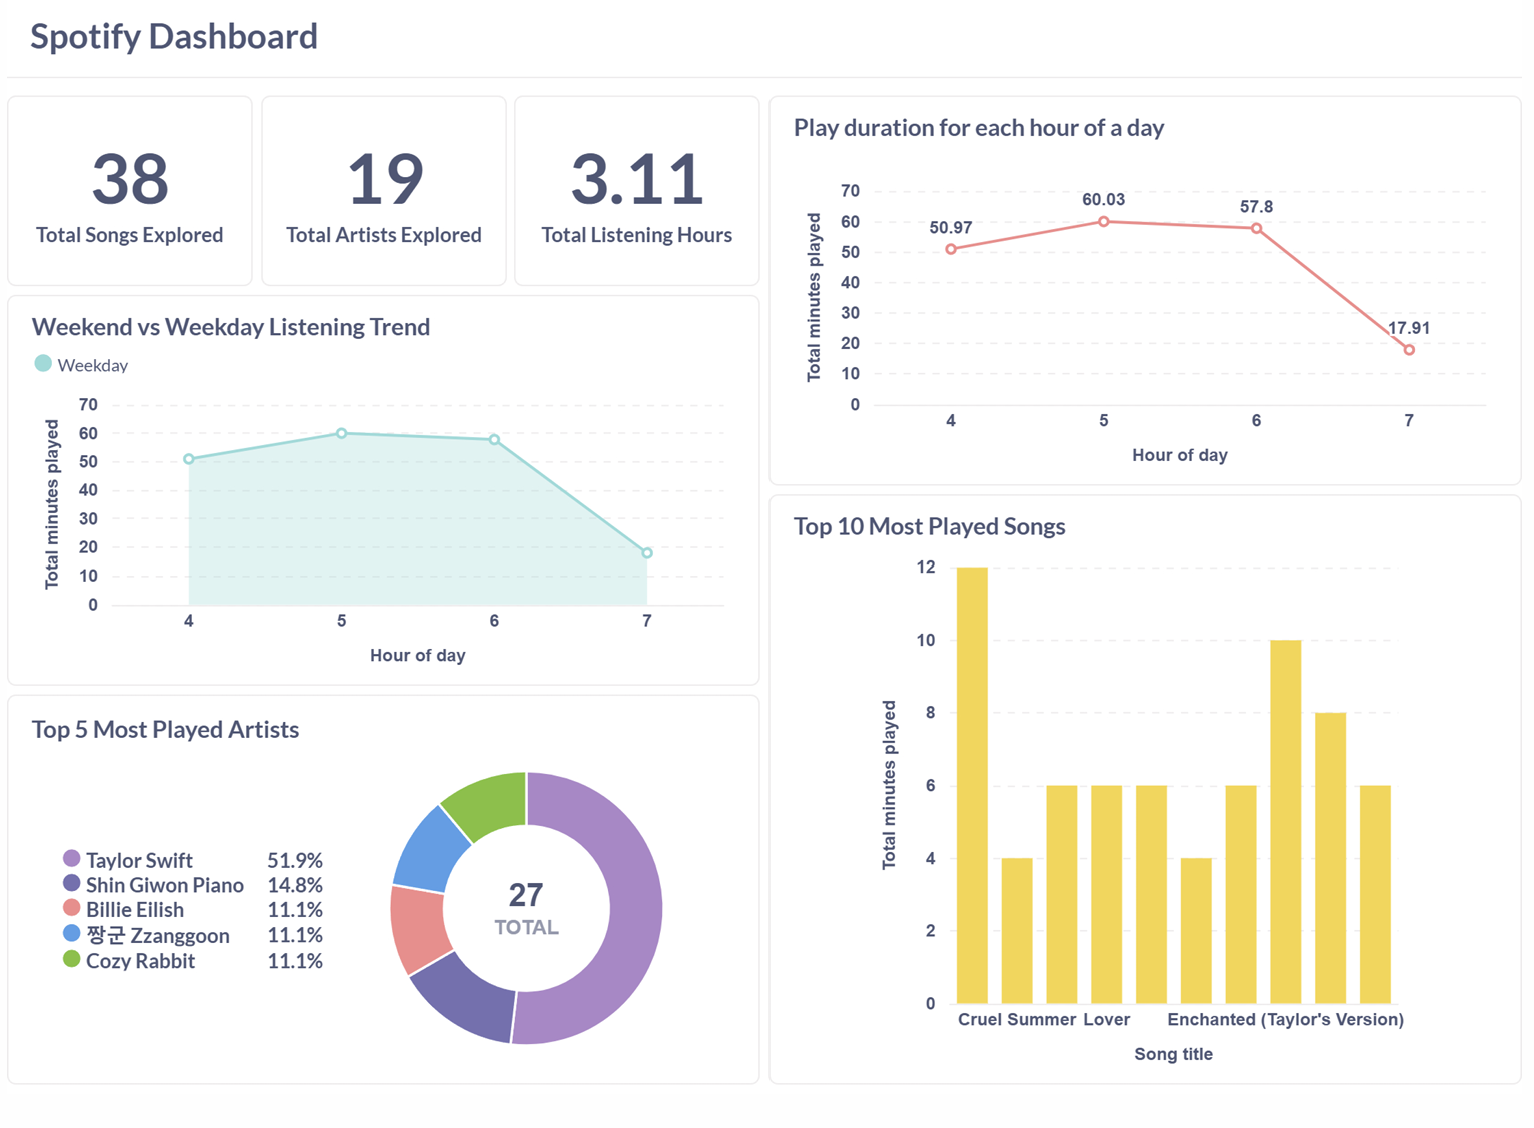 Spotify Dashboard
38
Total Songs Explored
19
Total Artists Explored
3.11
Total Listening Hours
Weekend vs Weekday Listening Trend
Weekday
Total minutes played
70
60
50
40
30
20
10
0
4
5
6
7
Hour of day
Top 5 Most Played Artists
Taylor Swift 51.9%
Shin Giwon Piano 14.8%
Billie Eilish 11.1%
짱군 Zzanggoon 11.1%
Cozy Rabbit 11.1%
27
TOTAL
Play duration for each hour of a day
Total minutes played
70
60
50
40
30
20
10
0
50.97
60.03
57.8
17.91
4
5
6
7
Hour of day
Top 10 Most Played Songs
Total minutes played
12
10
8
6
4
2
0
Cruel Summer
Lover
Enchanted (Taylor's Version)
Song title